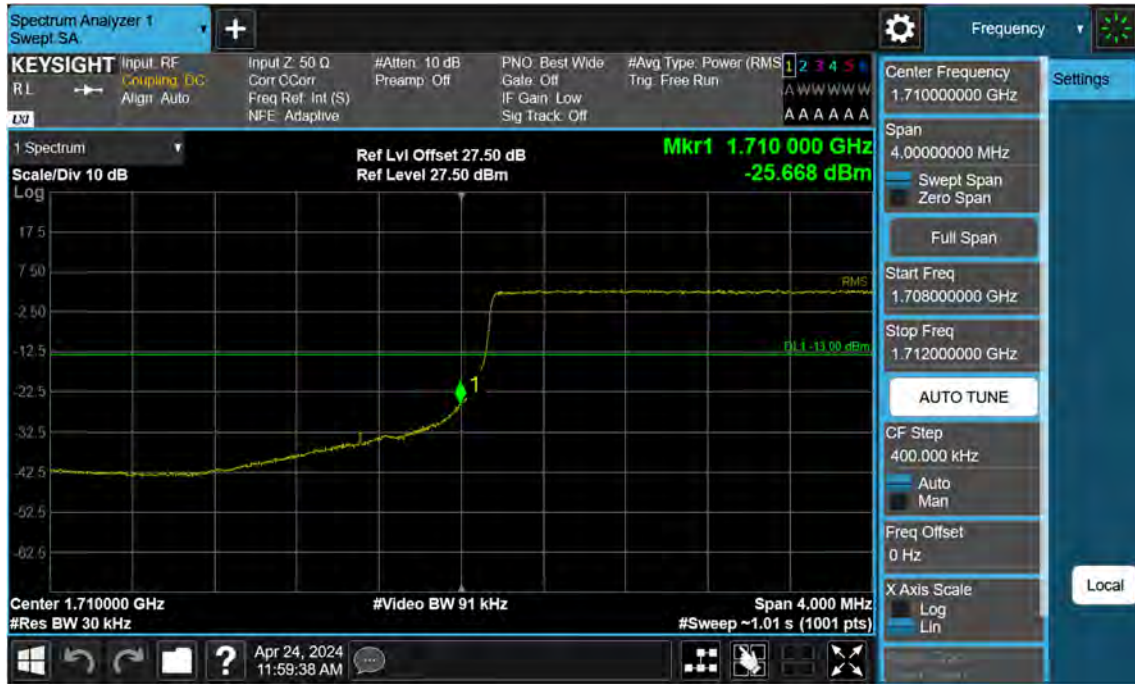 Spectrum Analyzer 1
Swept SA
Frequency
KEYSIGHT
RL
LXI
Input: RF
Coupling: DC
Align: Auto
Input Z: 50 Ω
Corr CCorr
Freq Ref: Int (S)
NFE: Adaptive
#Atten: 10 dB
Preamp: Off
PNO: Best Wide
Gate: Off
IF Gain: Low
Sig Track: Off
#Avg Type: Power (RMS
Trig: Free Run
1 2 3 4 5 6
A W W W W W
A A A A A A
1 Spectrum
Scale/Div 10 dB
Ref Lvl Offset 27.50 dB
Ref Level 27.50 dBm
Mkr1 1.710 000 GHz
-25.668 dBm
Log
17.5
7.50
-2.50
-12.5
-22.5
-32.5
-42.5
-52.5
-62.5
RMS
DL1 -13.00 dBm
1
Center 1.710000 GHz
#Res BW 30 kHz
#Video BW 91 kHz
Span 4.000 MHz
#Sweep ~1.01 s (1001 pts)
Center Frequency
1.710000000 GHz
Span
4.00000000 MHz
Swept Span
Zero Span
Full Span
Start Freq
1.708000000 GHz
Stop Freq
1.712000000 GHz
AUTO TUNE
CF Step
400.000 kHz
Auto
Man
Freq Offset
0 Hz
X Axis Scale
Log
Lin
Settings
Local
?
Apr 24, 2024
11:59:38 AM